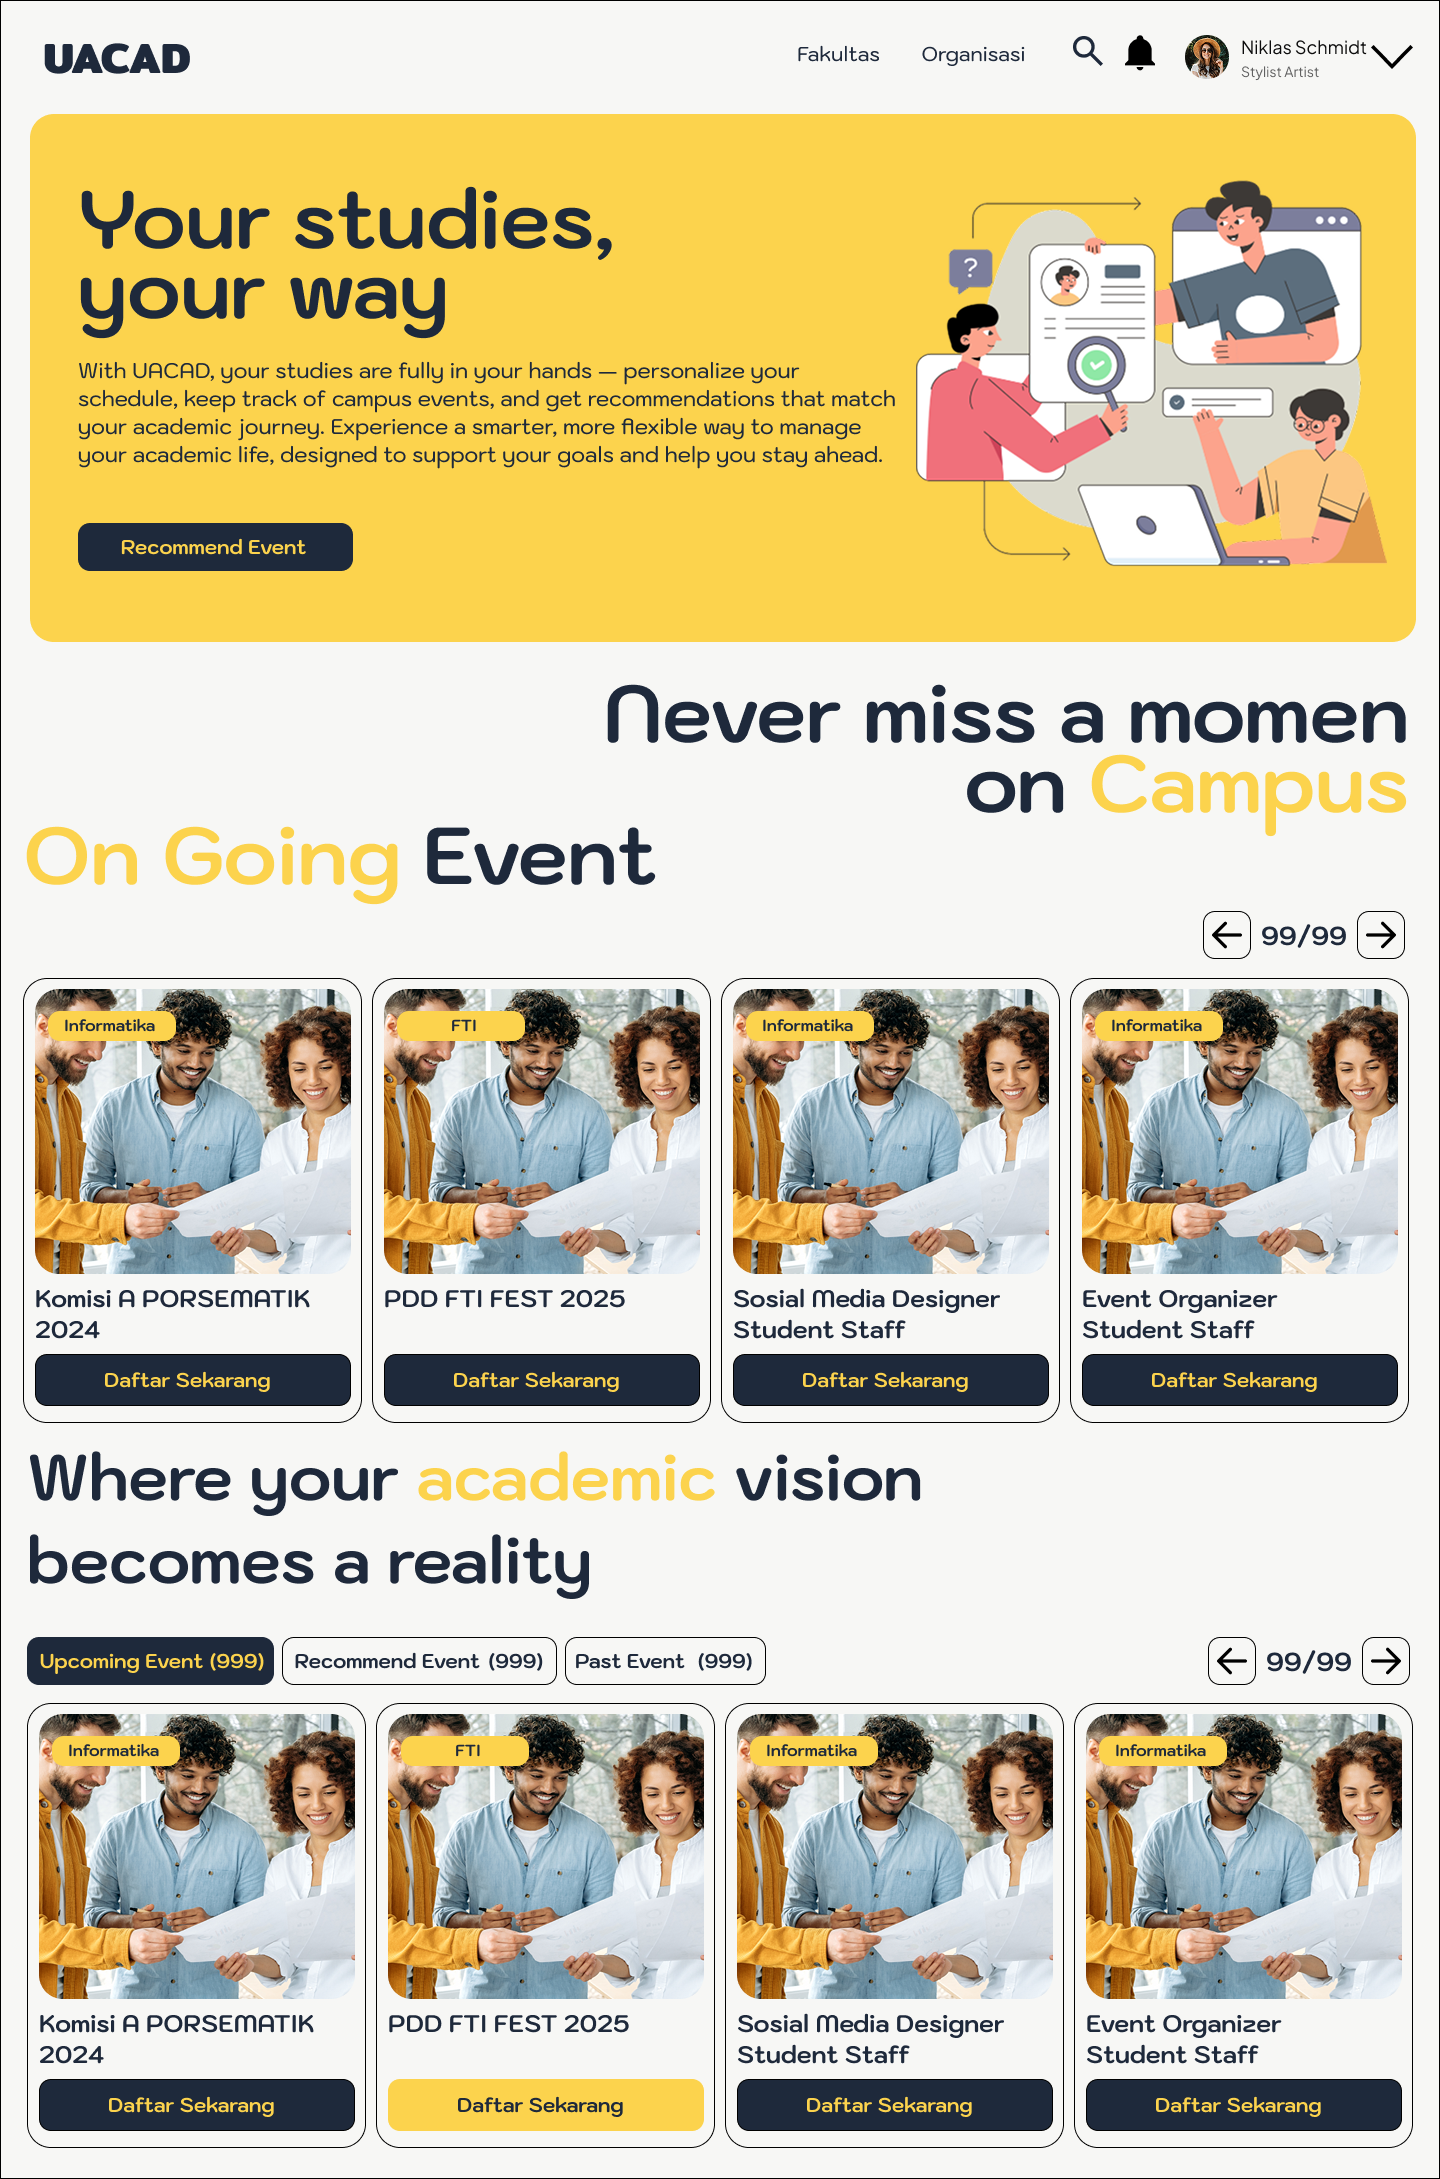 UACAD
Fakultas
Organisasi
Niklas Schmidt
Stylist Artist
Your studies,
your way
With UACAD, your studies are fully in your hands — personalize your
schedule, keep track of campus events, and get recommendations that match
your academic journey. Experience a smarter, more flexible way to manage
your academic life, designed to support your goals and help you stay ahead.
Recommend Event
?
Never miss a momen
on Campus
On Going Event
99/99
Informatika
FTI
Informatika
Informatika
Komisi A PORSEMATIK
2024
PDD FTI FEST 2025
Sosial Media Designer
Student Staff
Event Organizer
Student Staff
Daftar Sekarang
Daftar Sekarang
Daftar Sekarang
Daftar Sekarang
Where your academic vision
becomes a reality
Upcoming Event (999)
Recommend Event (999)
Past Event (999)
99/99
Informatika
FTI
Informatika
Informatika
Komisi A PORSEMATIK
2024
PDD FTI FEST 2025
Sosial Media Designer
Student Staff
Event Organizer
Student Staff
Daftar Sekarang
Daftar Sekarang
Daftar Sekarang
Daftar Sekarang